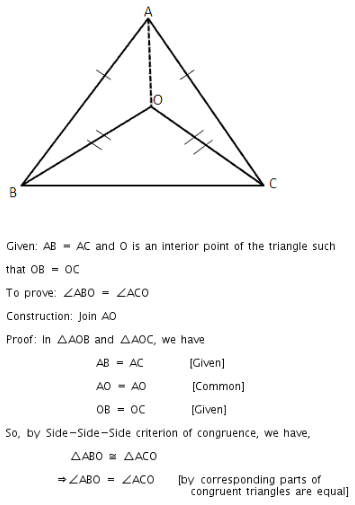 A
O
B
C
Given: AB = AC and O is an interior point of the triangle such
that OB = OC
To prove: ∠ABO = ∠ACO
Construction: Join AO
Proof: In △AOB and △AOC, we have
AB = AC [Given]
AO = AO [Common]
OB = OC [Given]
So, by Side-Side-Side criterion of congruence, we have,
△ABO ≅ △ACO
⇒∠ABO = ∠ACO [by corresponding parts of
congruent triangles are equal]